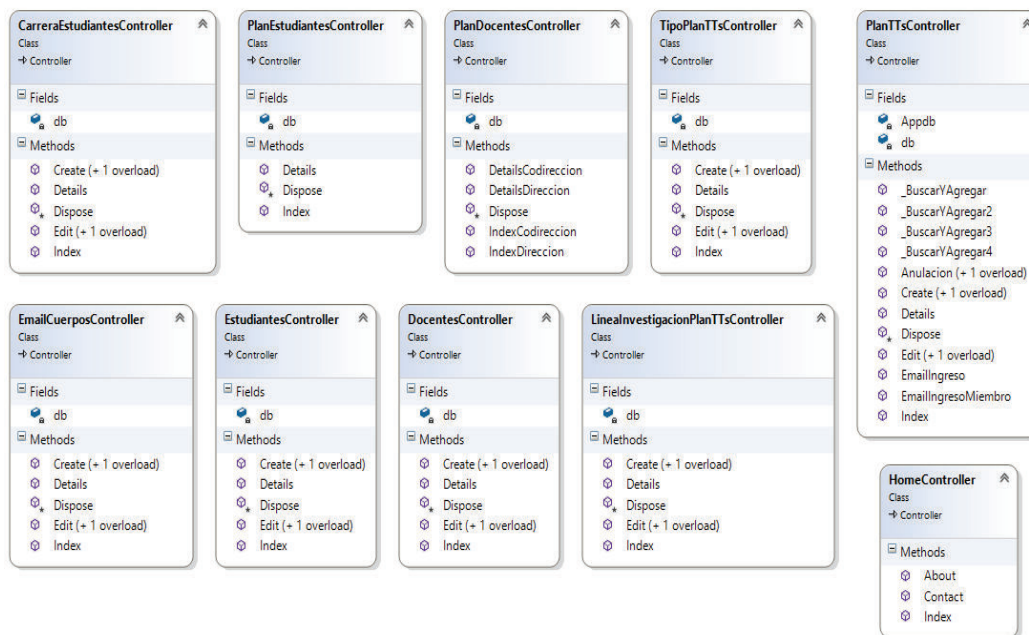 CarreraEstudiantesController
Class
Controller
Fields
db
Methods
Create (+ 1 overload)
Details
Dispose
Edit (+ 1 overload)
Index
PlanEstudiantesController
Class
Controller
Fields
db
Methods
Details
Dispose
Index
PlanDocentesController
Class
Controller
Fields
db
Methods
DetailsCodireccion
DetailsDireccion
Dispose
IndexCodireccion
IndexDireccion
TipoPlanTTsController
Class
Controller
Fields
db
Methods
Create (+ 1 overload)
Details
Dispose
Edit (+ 1 overload)
Index
PlanTTsController
Class
Controller
Fields
Appdb
db
Methods
_BuscarYAgregar
_BuscarYAgregar2
_BuscarYAgregar3
_BuscarYAgregar4
Anulacion (+ 1 overload)
Create (+ 1 overload)
Details
Dispose
Edit (+ 1 overload)
EmailIngreso
EmailIngresoMiembro
Index
EmailCuerposController
Class
Controller
Fields
db
Methods
Create (+ 1 overload)
Details
Dispose
Edit (+ 1 overload)
Index
EstudiantesController
Class
Controller
Fields
db
Methods
Create (+ 1 overload)
Details
Dispose
Edit (+ 1 overload)
Index
DocentesController
Class
Controller
Fields
db
Methods
Create (+ 1 overload)
Details
Dispose
Edit (+ 1 overload)
Index
LineaInvestigacionPlanTTsController
Class
Controller
Fields
db
Methods
Create (+ 1 overload)
Details
Dispose
Edit (+ 1 overload)
Index
HomeController
Class
Controller
Methods
About
Contact
Index